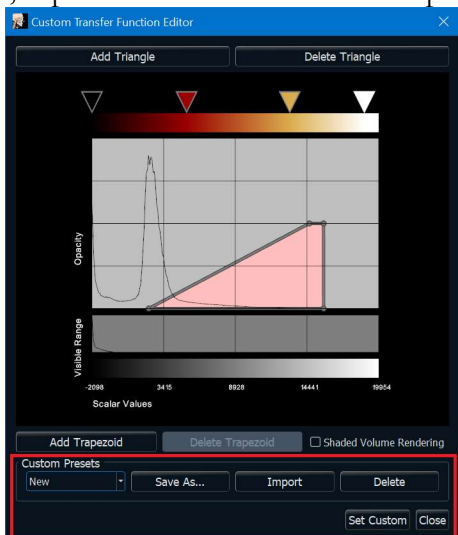 Custom Transfer Function Editor
Add Triangle
Delete Triangle
Opacity
Visible Range
-2098 3415 8928 14441 19954
Scalar Values
Add Trapezoid
Delete Trapezoid
Shaded Volume Rendering
Custom Presets
New
Save As...
Import
Delete
Set Custom
Close